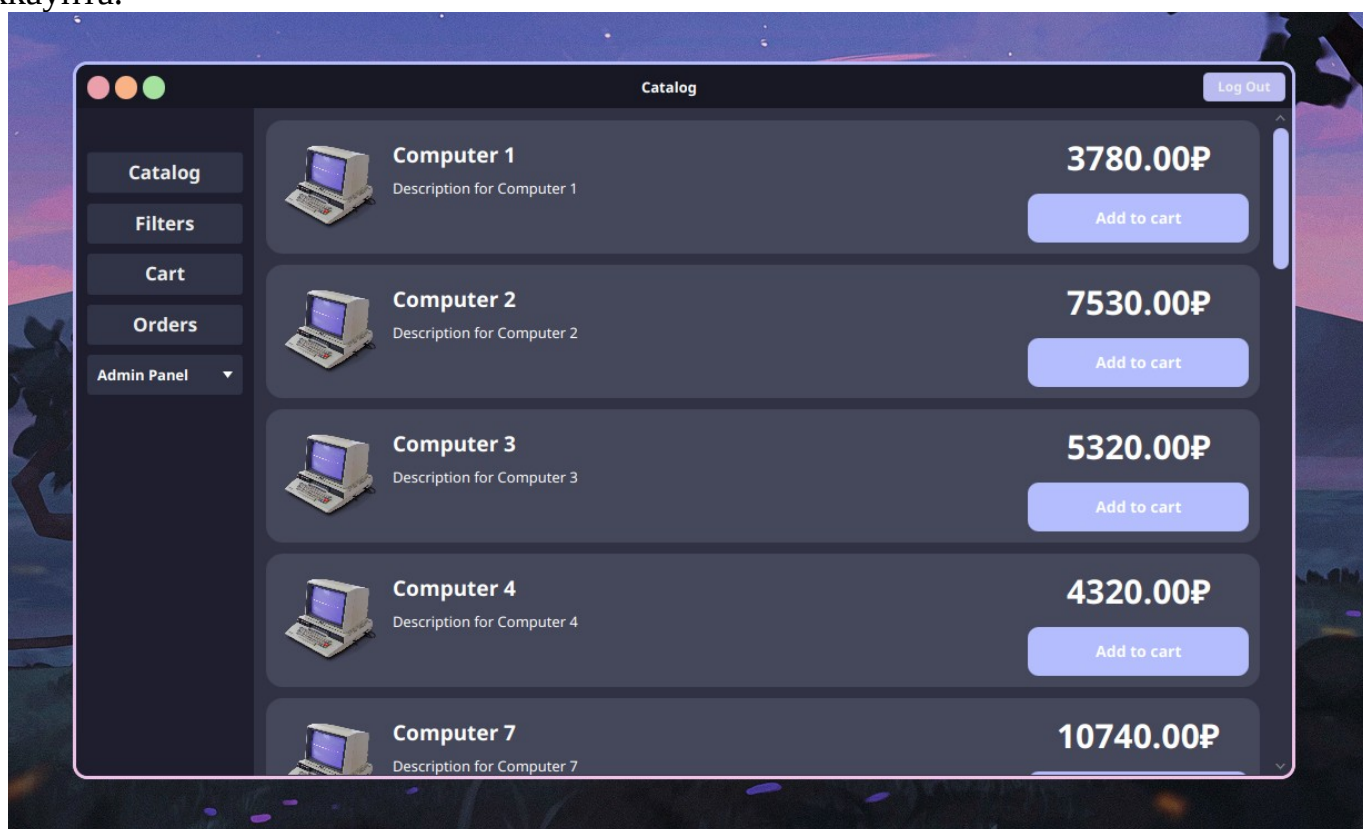 Catalog
Log Out
Catalog
Filters
Cart
Orders
Admin Panel
Computer 1
Description for Computer 1
3780.00₽
Add to cart
Computer 2
Description for Computer 2
7530.00₽
Add to cart
Computer 3
Description for Computer 3
5320.00₽
Add to cart
Computer 4
Description for Computer 4
4320.00₽
Add to cart
Computer 7
Description for Computer 7
10740.00₽